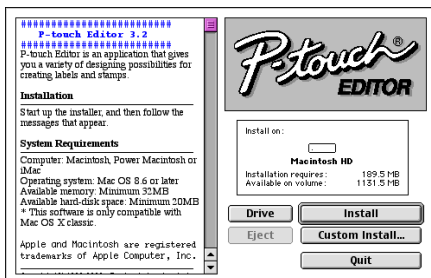 ########################
P-touch Editor 3.2
########################
P-touch Editor is an application that gives
you a variety of designing possibilities for
creating labels and stamps.
Installation
Start up the installer, and then follow the
messages that appear.
System Requirements
Computer: Macintosh, Power Macintosh or
iMac
Operating system: Mac OS 8.6 or later
Available memory: Minimum 32MB
Available hard-disk space: Minimum 20MB
* This software is only compatible with
Mac OS X classic.
Apple and Macintosh are registered
trademarks of Apple Computer, Inc.
P-touch®
EDITOR
Install on:
Macintosh HD
Installation requires: 189.5 MB
Available on volume: 1131.5 MB
Drive
Install
Eject
Custom Install...
Quit